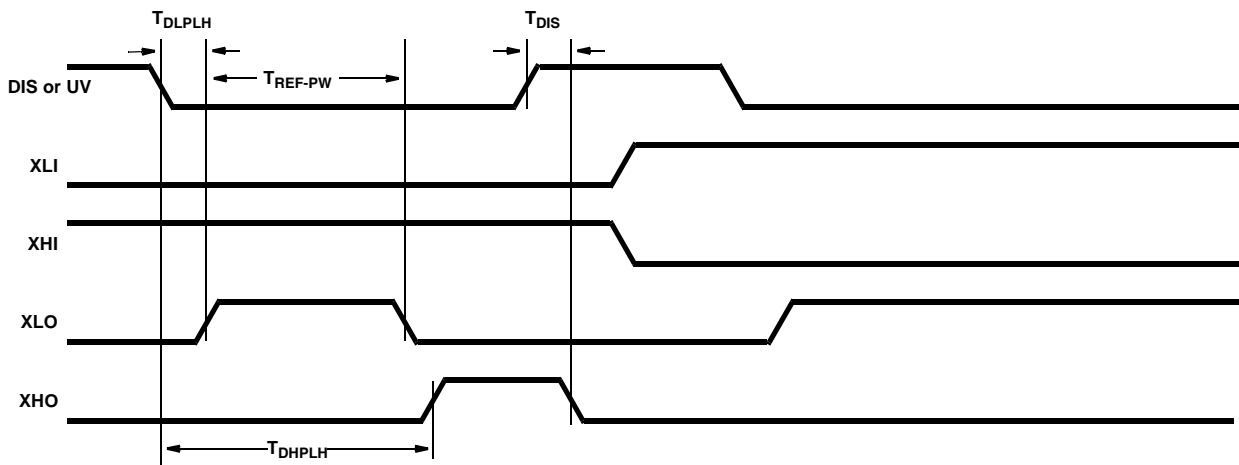 TDLPLH
TDIS
DIS or UV
TREF-PW
XLI
XHI
XLO
XHO
TDHPLH